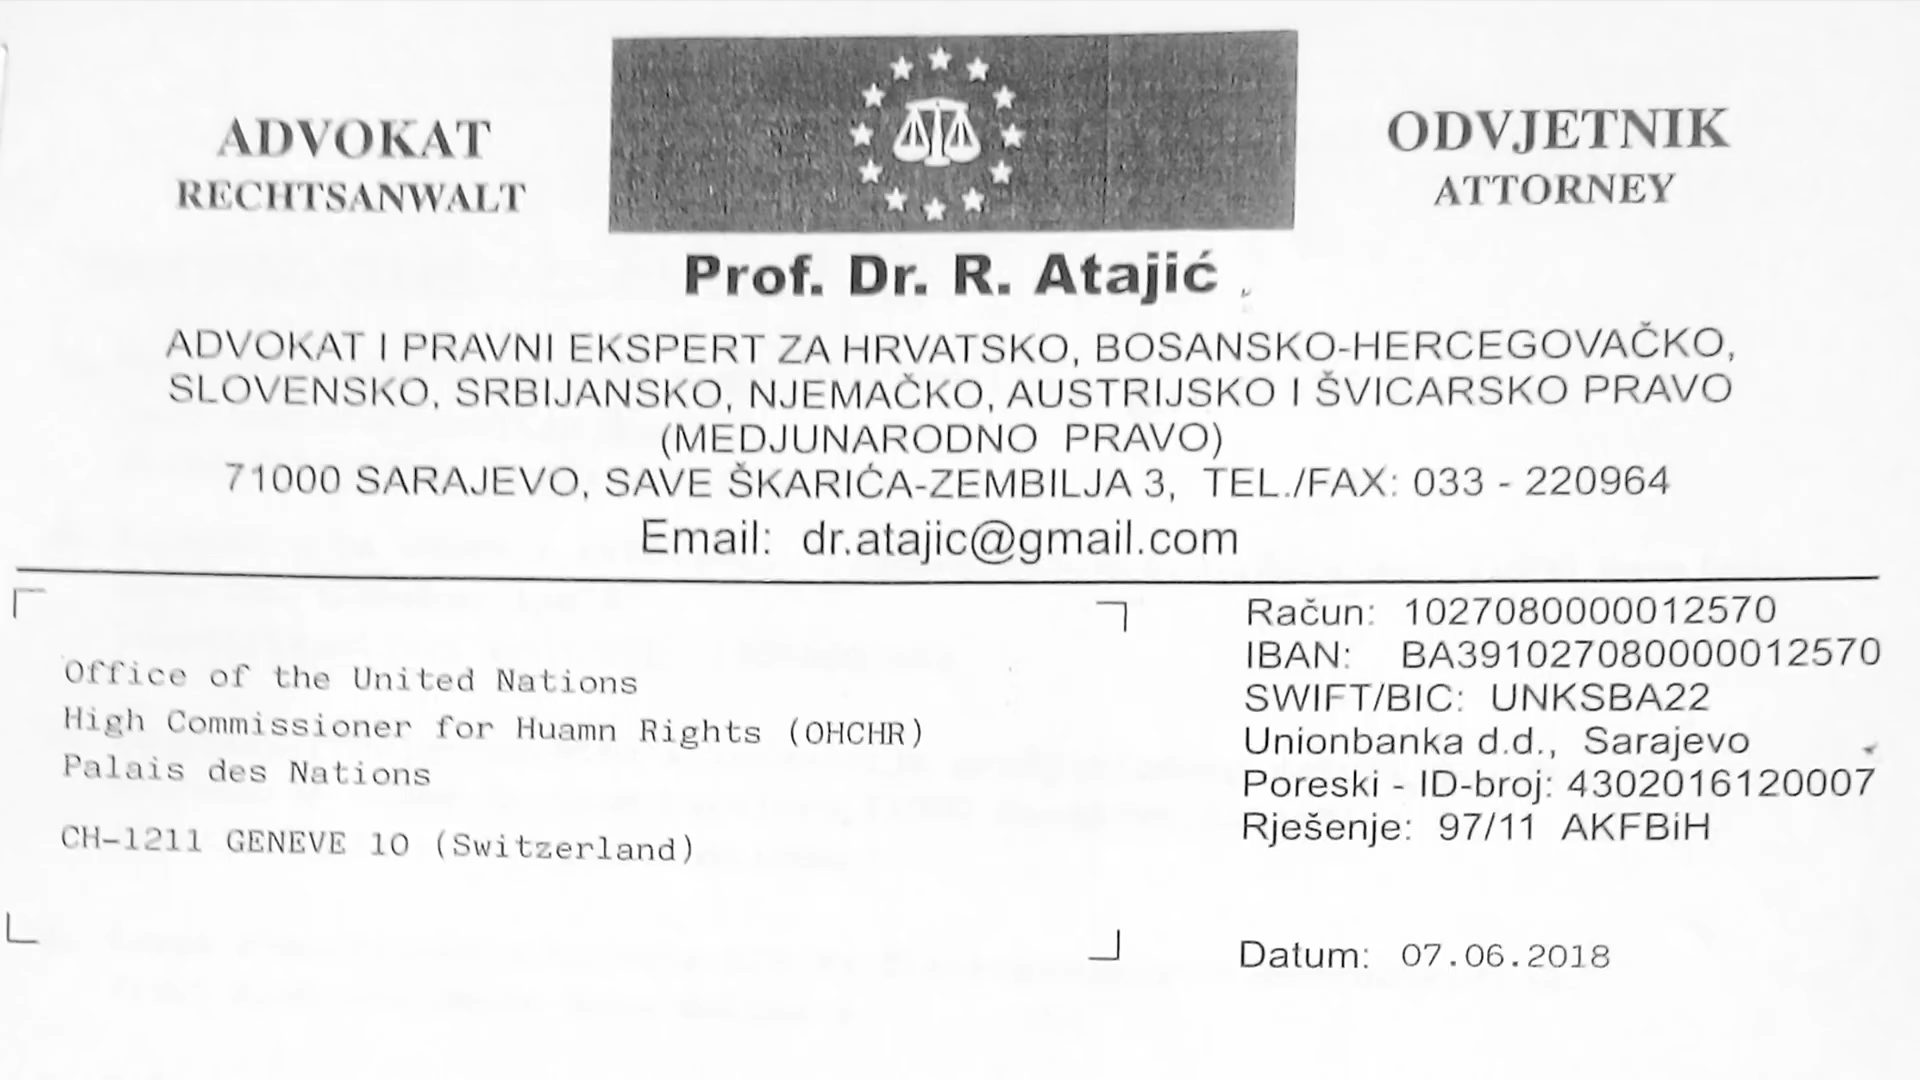 ADVOKAT
RECHTSANWALT
ODVJETNIK
ATTORNEY
Prof. Dr. R. Atajić
ADVOKAT I PRAVNI EKSPERT ZA HRVATSKO, BOSANSKO-HERCEGOVAČKO,
SLOVENSKO, SRBIJANSKO, NJEMAČKO, AUSTRIJSKO I ŠVICARSKO PRAVO
(MEDJUNARODNO PRAVO)
71000 SARAJEVO, SAVE ŠKARIĆA-ZEMBILJA 3, TEL./FAX: 033 - 220964
Email: dr.atajic@gmail.com
Office of the United Nations
High Commissioner for Huamn Rights (OHCHR)
Palais des Nations
CH-1211 GENEVE 10 (Switzerland)
Račun: 1027080000012570
IBAN: BA391027080000012570
SWIFT/BIC: UNKSBA22
Unionbanka d.d., Sarajevo
Poreski - ID-broj: 4302016120007
Rješenje: 97/11 AKFBiH
Datum: 07.06.2018